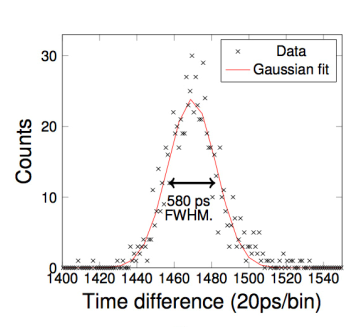 30
20
10
0
Counts
× Data
Gaussian fit
580 ps
FWHM.
1400 1420 1440 1460 1480 1500 1520 1540
Time difference (20ps/bin)